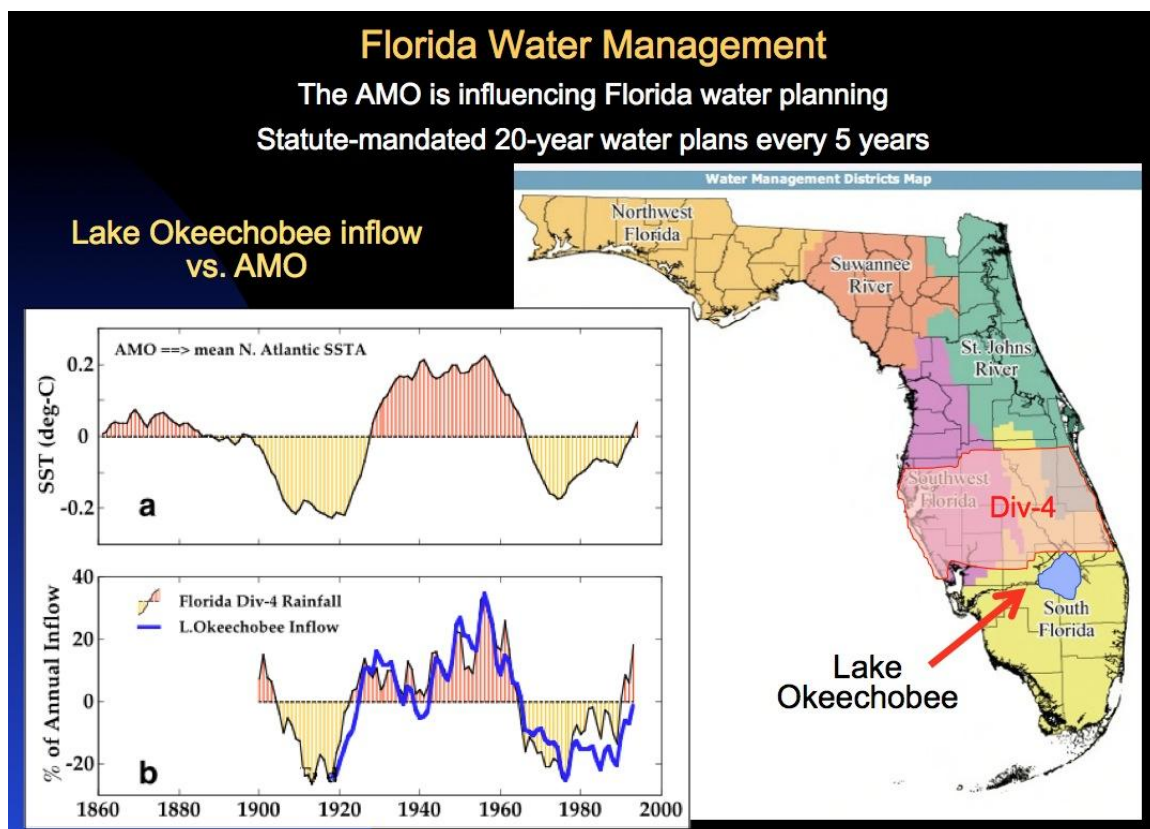 Florida Water Management
The AMO is influencing Florida water planning
Statute-mandated 20-year water plans every 5 years
Lake Okeechobee inflow
vs. AMO
AMO ==> mean N. Atlantic SSTA
SST (deg-C)
0.2
0
-0.2
a
Florida Div-4 Rainfall
L.Okeechobee Inflow
% of Annual Inflow
40
20
0
-20
b
1860 1880 1900 1920 1940 1960 1980 2000
Water Management Districts Map
Northwest
Florida
Suwannee
River
St. Johns
River
Southwest
Florida
Div-4
South
Florida
Lake
Okeechobee